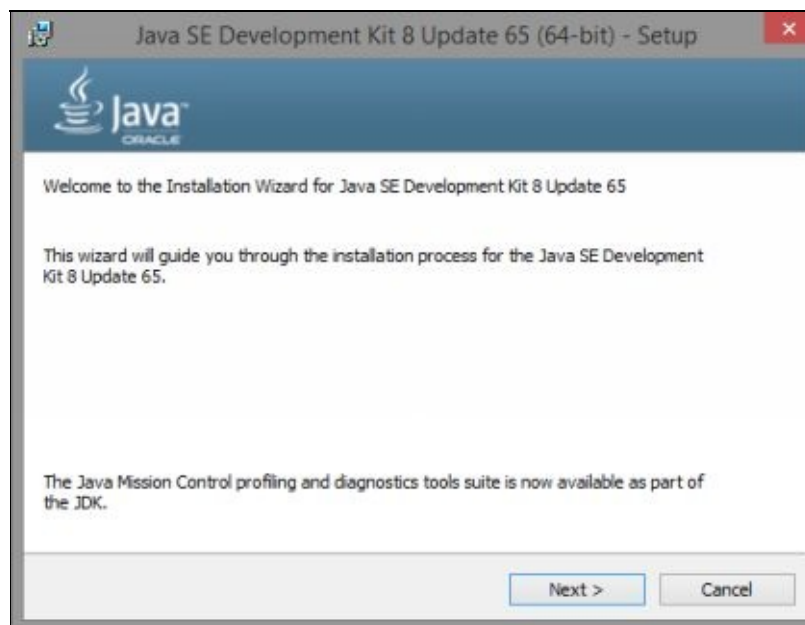 Java SE Development Kit 8 Update 65 (64-bit) - Setup
Java™
ORACLE
Welcome to the Installation Wizard for Java SE Development Kit 8 Update 65
This wizard will guide you through the installation process for the Java SE Development
Kit 8 Update 65.
The Java Mission Control profiling and diagnostics tools suite is now available as part of
the JDK.
Next >
Cancel